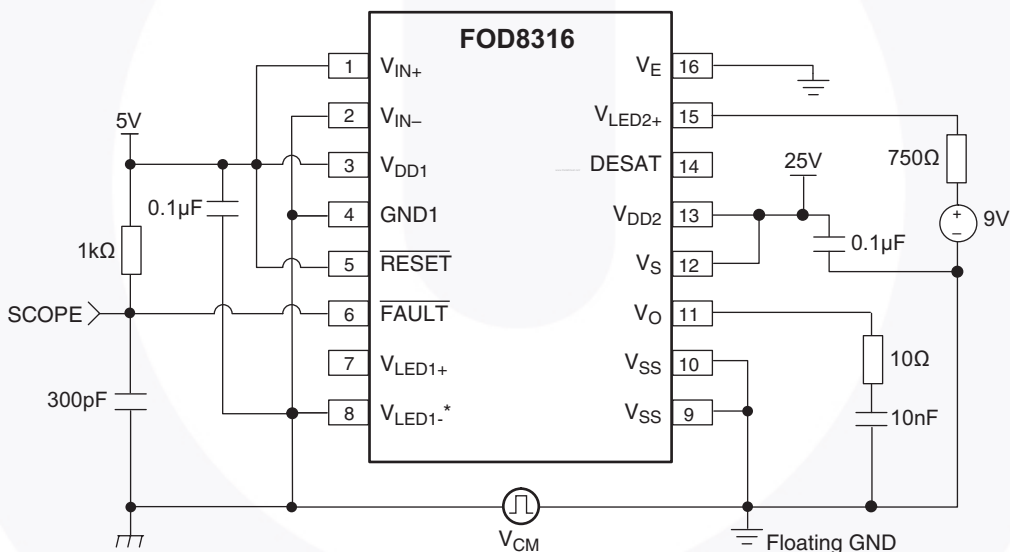 FOD8316
1 V_IN+
2 V_IN–
3 V_DD1
4 GND1
5 RESET
6 FAULT
7 V_LED1+
8 V_LED1-*
V_E 16
V_LED2+ 15
DESAT 14
V_DD2 13
V_S 12
V_O 11
V_SS 10
V_SS 9
5V
0.1µF
1kΩ
SCOPE
300pF
25V
0.1µF
750Ω
+
–
9V
10Ω
10nF
V_CM
Floating GND